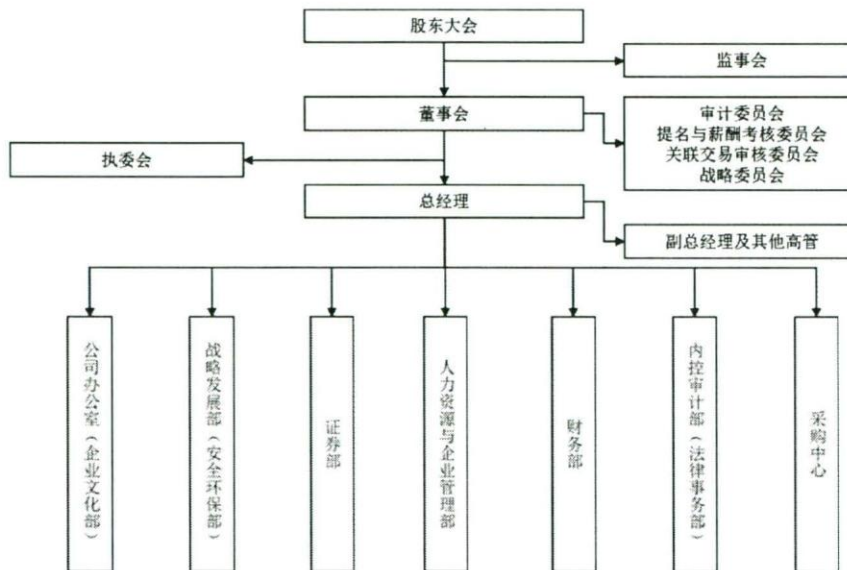 股东大会
监事会
董事会
审计委员会
提名与薪酬考核委员会
关联交易审核委员会
战略委员会
执委会
总经理
副总经理及其他高管
公司办公室(企业文化部)
战略发展部(安全环保部)
证券部
人力资源与企业管理部
财务部
内控审计部(法律事务部)
采购中心